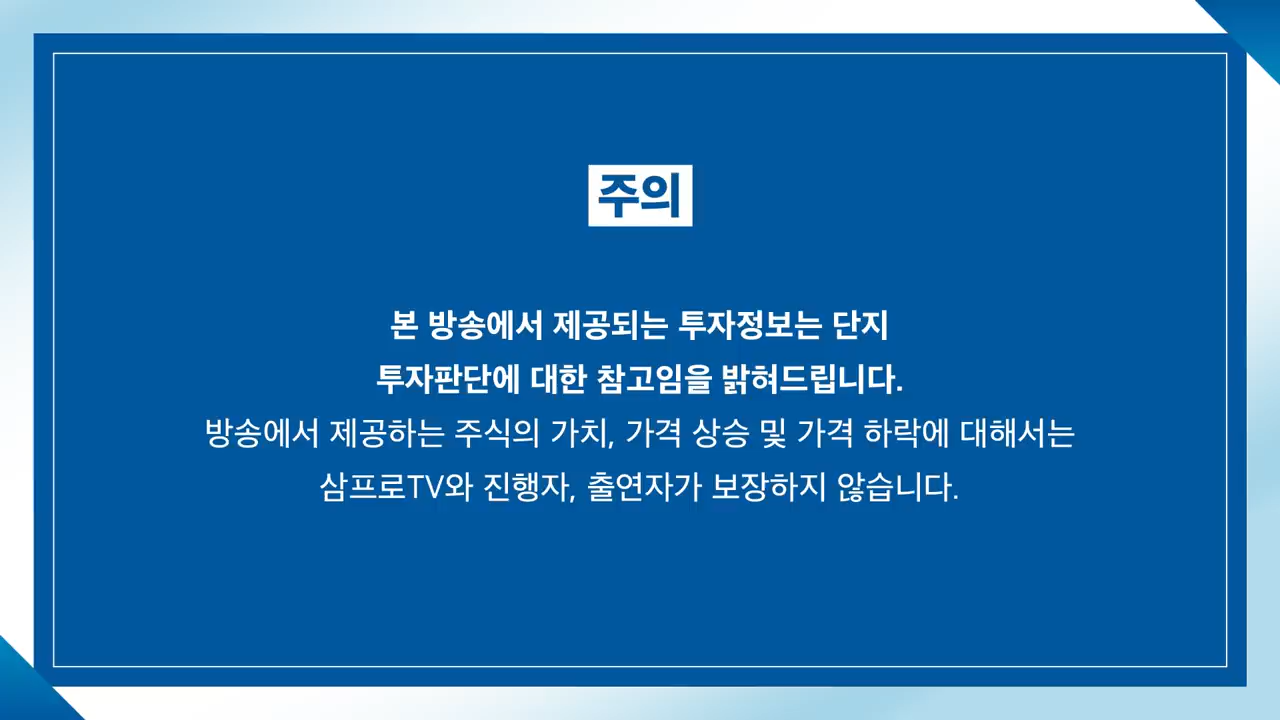 주의
본 방송에서 제공되는 투자정보는 단지
투자판단에 대한 참고임을 밝혀드립니다.
방송에서 제공하는 주식의 가치, 가격 상승 및 가격 하락에 대해서는
삼프로TV와 진행자, 출연자가 보장하지 않습니다.